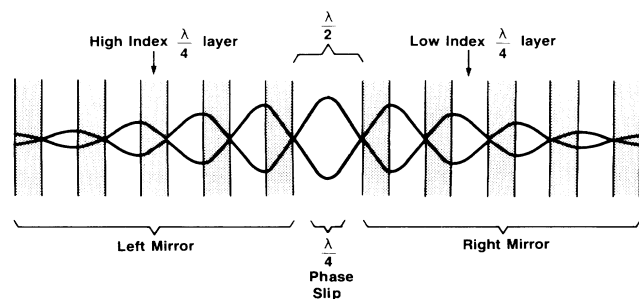 High Index λ/4 layer
λ/2
Low Index λ/4 layer
Left Mirror
λ/4
Phase
Slip
Right Mirror